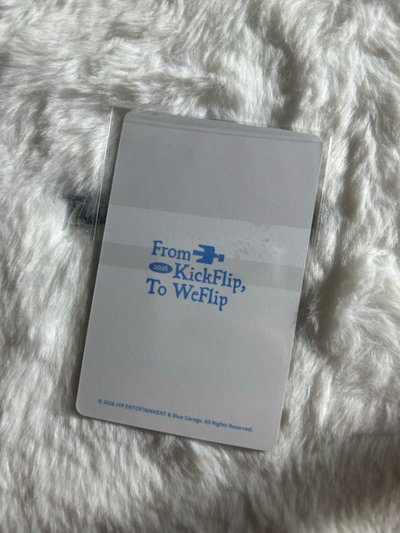 From
2026 KickFlip,
To WeFlip
© 2026 JYP ENTERTAINMENT & Blue Garage. All Rights Reserved.